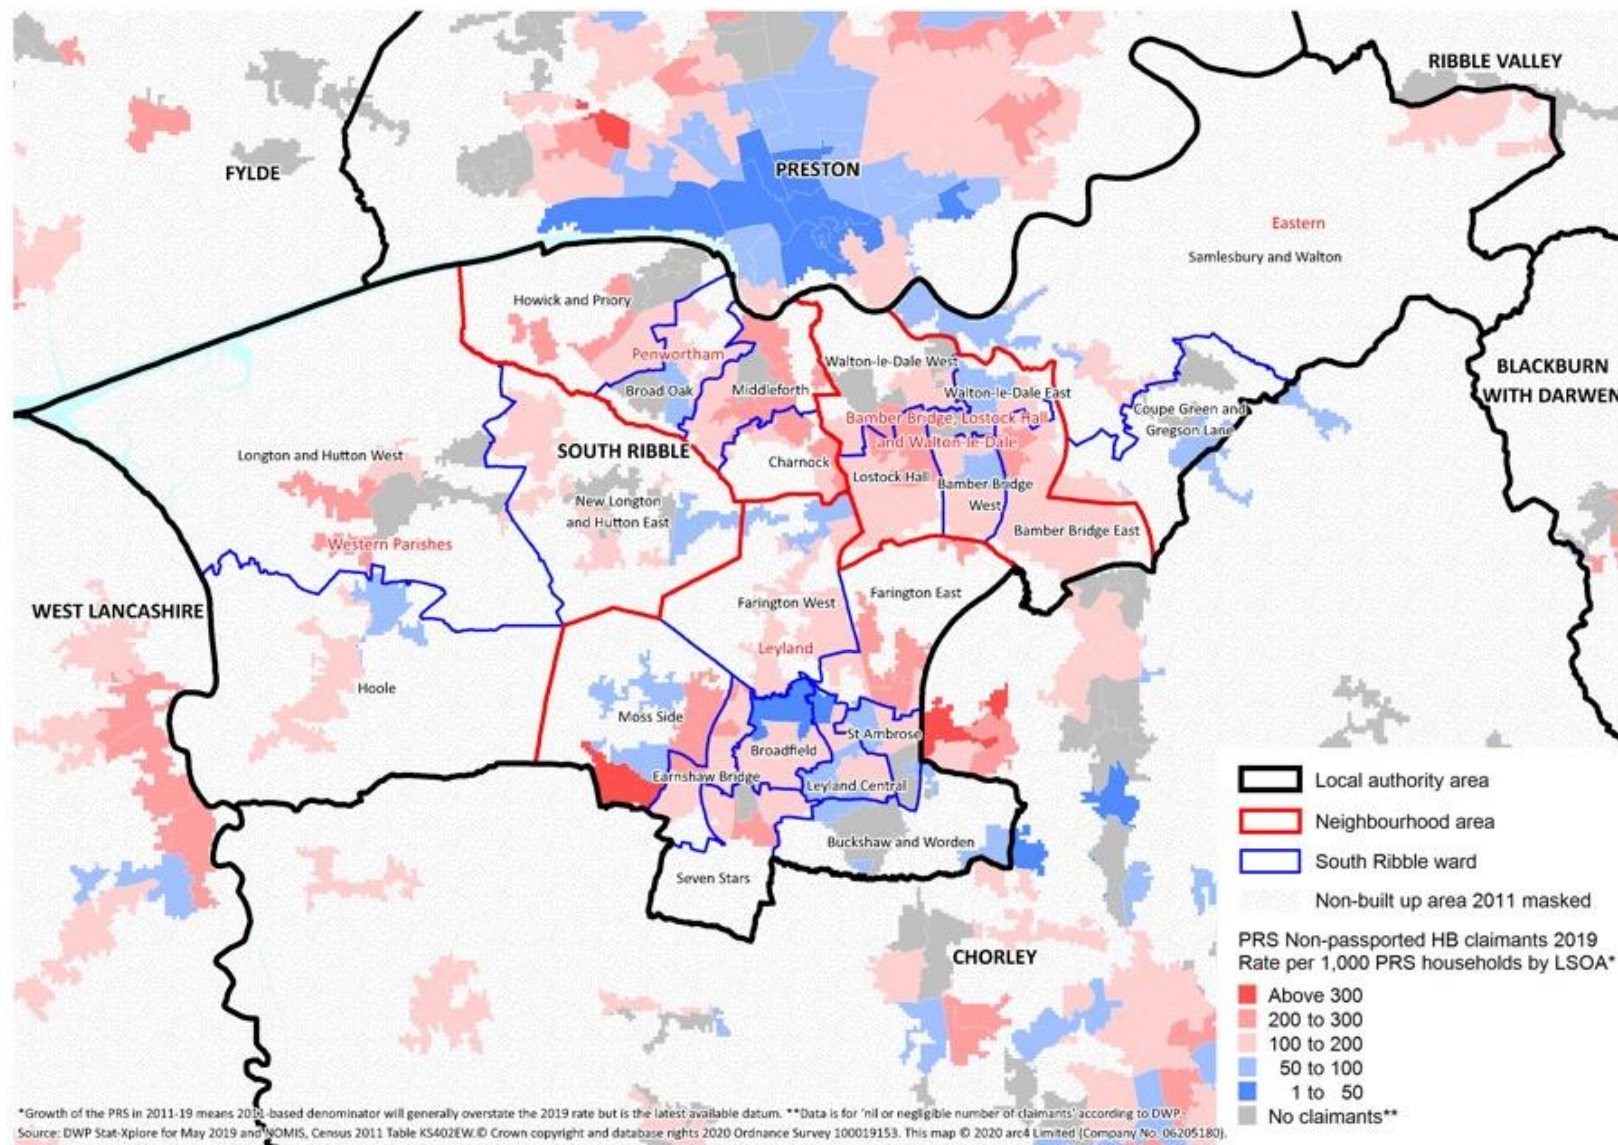 RIBBLE VALLEY
FYLDE
PRESTON
Eastern
Samlesbury and Walton
Howick and Priory
Penwortham
Walton-le-Dale West
BLACKBURN
WITH DARWEN
Broad Oak
Middleforth
Walton-le-Dale East
Coupe Green and
Gregson Lane
Bamber Bridge, Lostock Hall
and Walton-le-Dale
Longton and Hutton West
SOUTH RIBBLE
Charnock
Lostock Hall
Bamber Bridge
West
New Longton
and Hutton East
Bamber Bridge East
Western Parishes
WEST LANCASHIRE
Farington West
Farington East
Leyland
Hoole
Moss Side
St Ambrose
Broadfield
Earnshaw Bridge
Leyland Central
Buckshaw and Worden
Seven Stars
CHORLEY
Local authority area
Neighbourhood area
South Ribble ward
Non-built up area 2011 masked
PRS Non-passported HB claimants 2019
Rate per 1,000 PRS households by LSOA*
Above 300
200 to 300
100 to 200
50 to 100
1 to 50
No claimants**
*Growth of the PRS in 2011-19 means 2011-based denominator will generally overstate the 2019 rate but is the latest available datum. **Data is for 'nil or negligible number of claimants' according to DWP.
Source: DWP Stat-Xplore for May 2019 and NOMIS, Census 2011 Table KS402EW.© Crown copyright and database rights 2020 Ordnance Survey 100019153. This map © 2020 arc4 Limited (Company No. 06205180).